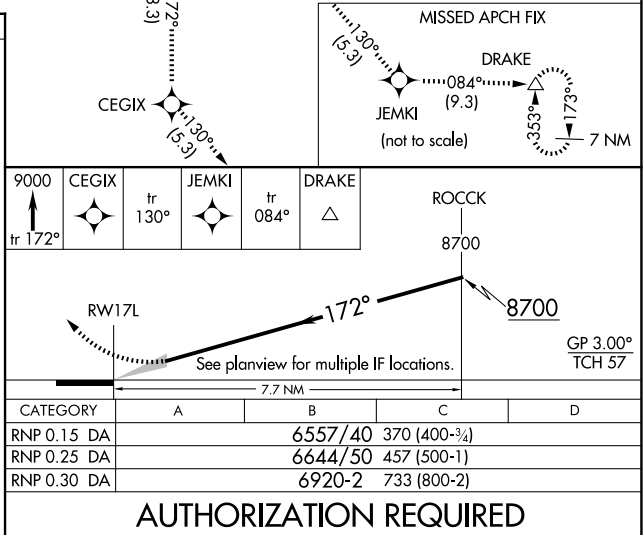 72°
8.3)
CEGIX
130°
(5.3)
MISSED APCH FIX
130°
(5.3)
DRAKE
084°
(9.3)
JEMKI
(not to scale)
353°
173°
7 NM
9000
tr 172°
CEGIX
tr
130°
JEMKI
tr
084°
DRAKE
ROCCK
8700
RW17L
172°
8700
See planview for multiple IF locations.
GP 3.00°
TCH 57
7.7 NM
CATEGORY A B C D
RNP 0.15 DA 6557/40 370 (400-¾)
RNP 0.25 DA 6644/50 457 (500-1)
RNP 0.30 DA 6920-2 733 (800-2)
AUTHORIZATION REQUIRED